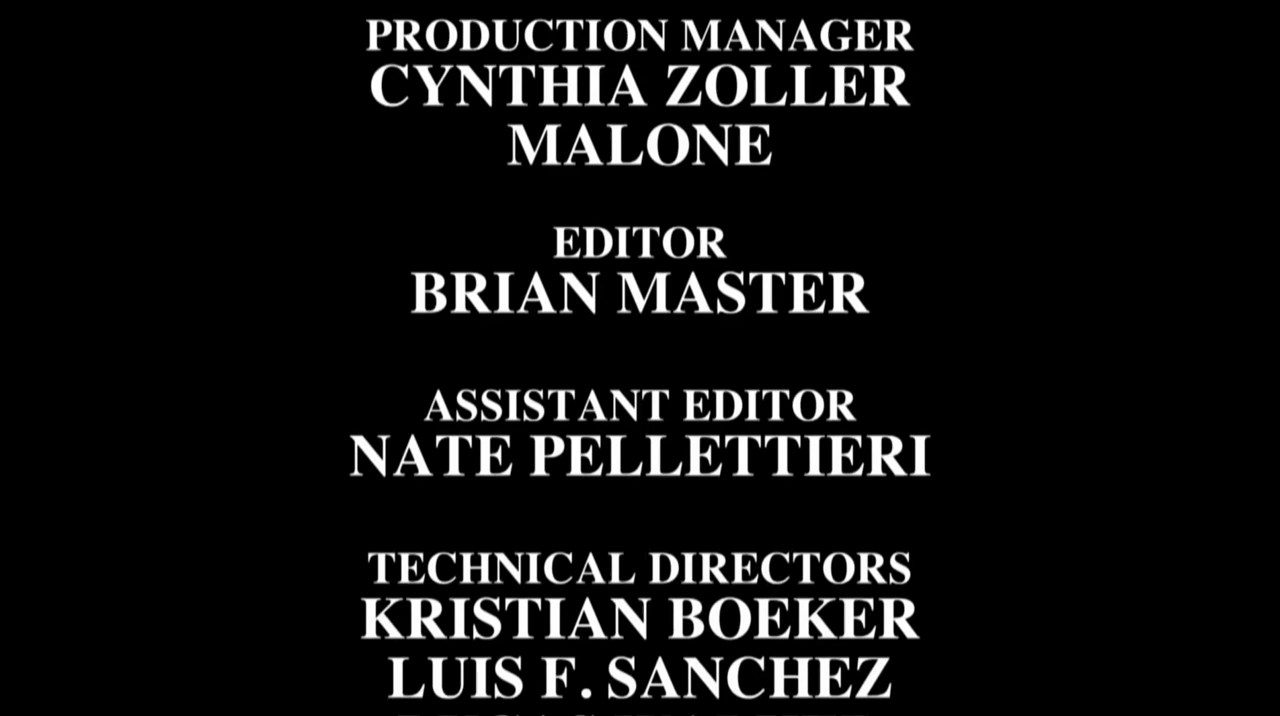 PRODUCTION MANAGER
CYNTHIA ZOLLER
MALONE
EDITOR
BRIAN MASTER
ASSISTANT EDITOR
NATE PELLETTIERI
TECHNICAL DIRECTORS
KRISTIAN BOEKER
LUIS F. SANCHEZ